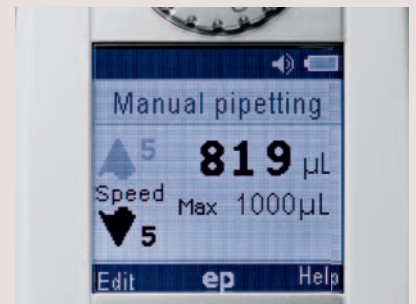 Manual pipetting
5 819 µL
Speed Max 1000µL
5
Edit ep Help